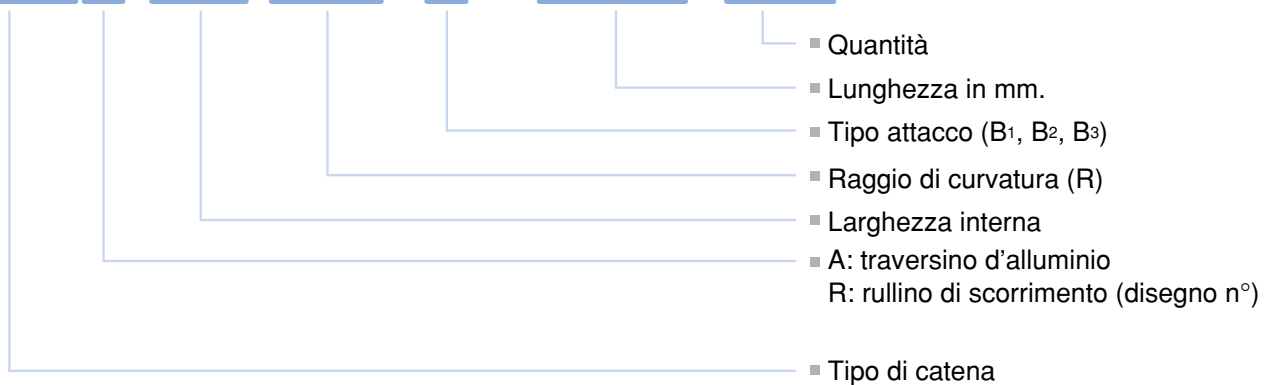 Quantità
Lunghezza in mm.
Tipo attacco (B1, B2, B3)
Raggio di curvatura (R)
Larghezza interna
A: traversino d'alluminio
R: rullino di scorrimento (disegno n°)
Tipo di catena